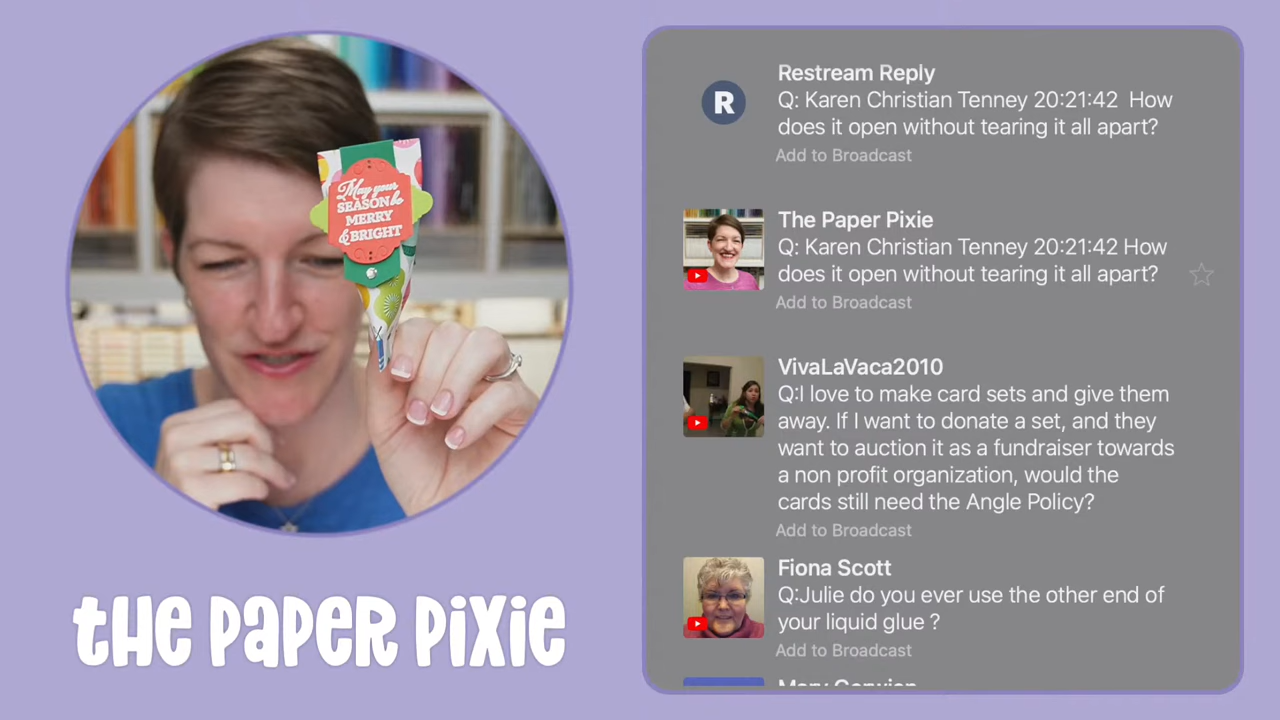 May your
SEASON be
MERRY
& BRIGHT
the paper pixie
R
Restream Reply
Q: Karen Christian Tenney 20:21:42 How
does it open without tearing it all apart?
Add to Broadcast
The Paper Pixie
Q: Karen Christian Tenney 20:21:42 How
does it open without tearing it all apart?
Add to Broadcast
VivaLaVaca2010
Q:I love to make card sets and give them
away. If I want to donate a set, and they
want to auction it as a fundraiser towards
a non profit organization, would the
cards still need the Angle Policy?
Add to Broadcast
Fiona Scott
Q:Julie do you ever use the other end of
your liquid glue ?
Add to Broadcast